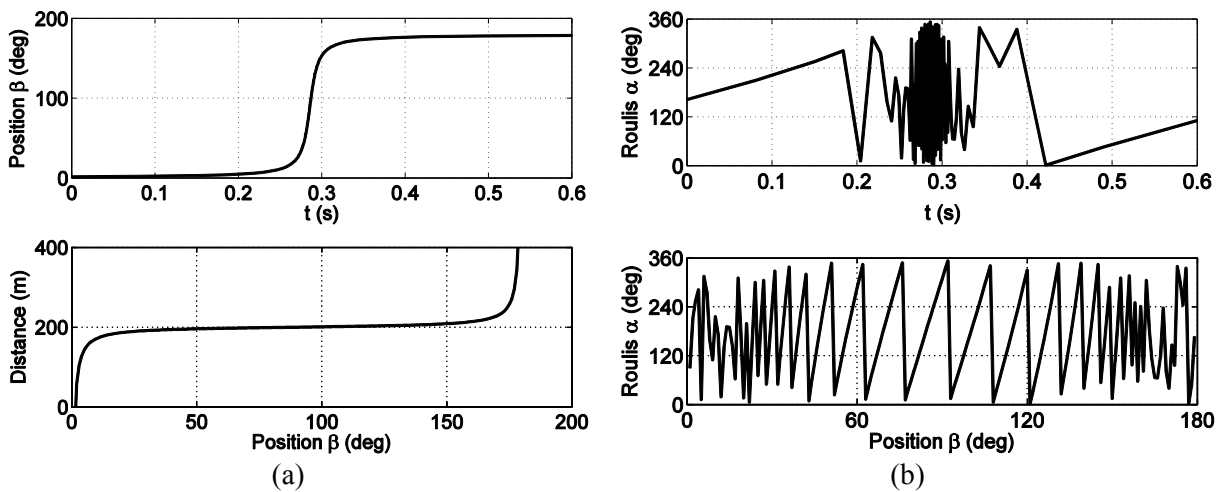 200
100
0
Position β (deg)
0 0.1 0.2 0.3 0.4 0.5 0.6
t (s)
400
200
0
Distance (m)
0 50 100 150 200
Position β (deg)
(a)
360
240
120
0
Roulis α (deg)
0 0.1 0.2 0.3 0.4 0.5 0.6
t (s)
360
240
120
0
Roulis α (deg)
0 60 120 180
Position β (deg)
(b)